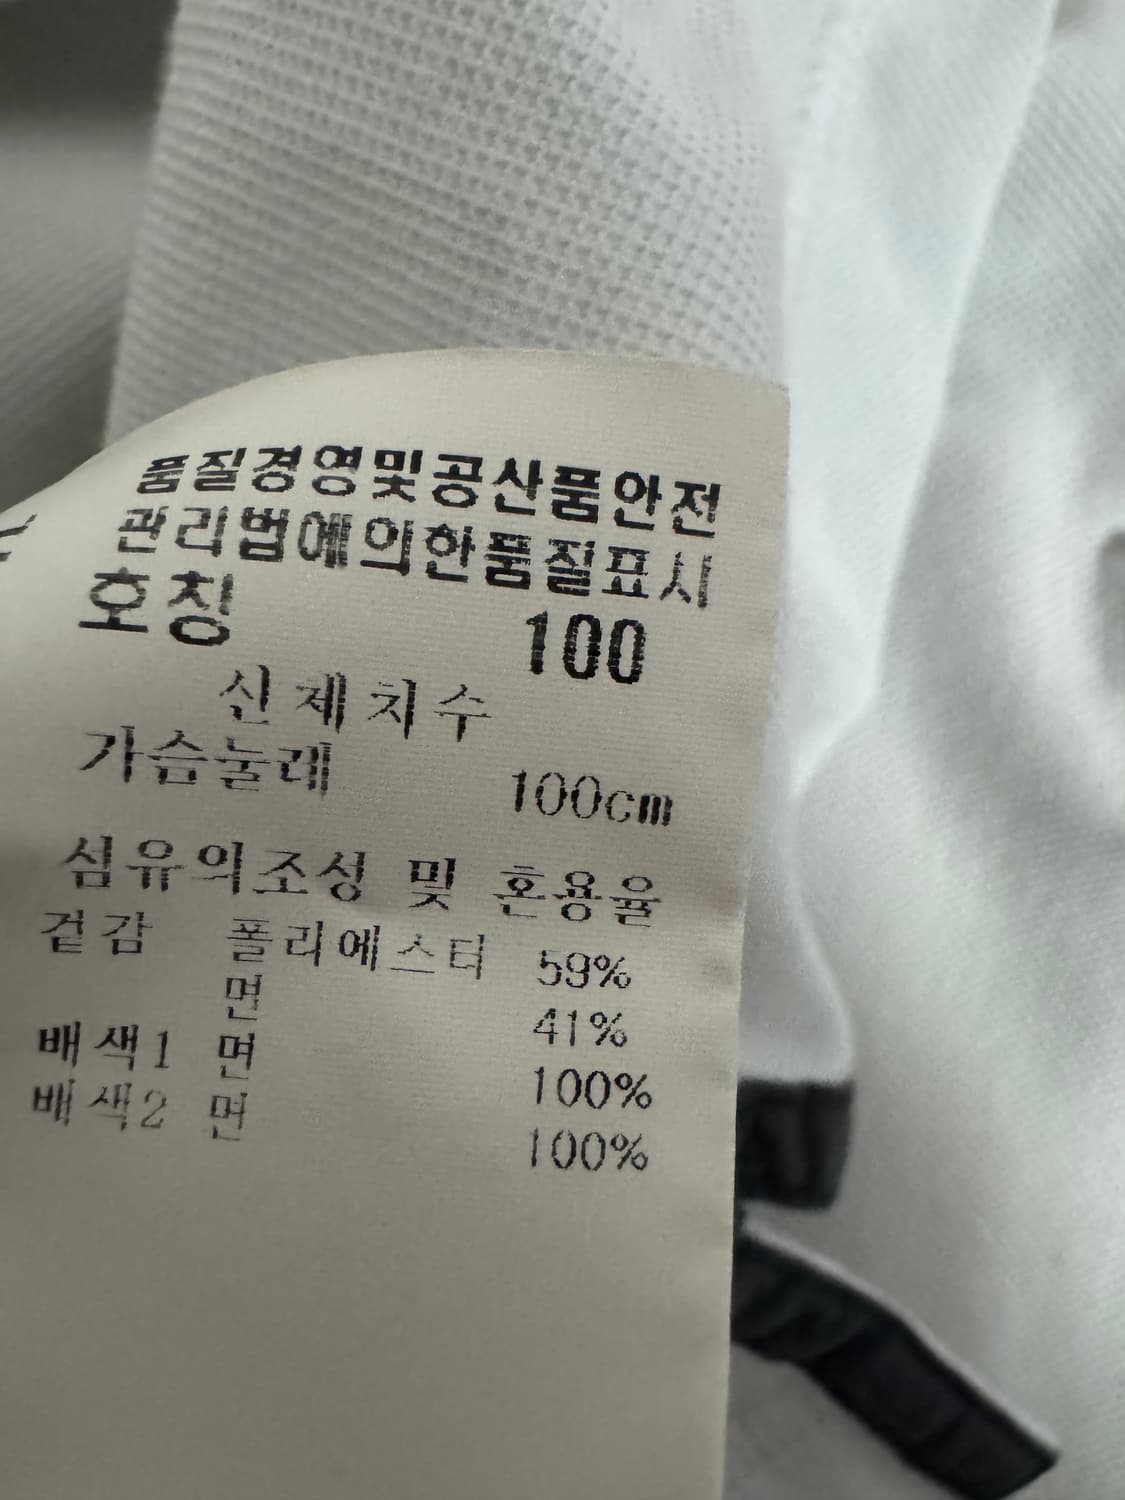 품질경영및공산품안전
관리법에의한품질표시
호칭 100
신체치수
가슴둘레 100cm
섬유의조성 및 혼용율
겉감 폴리에스터 59%
면 41%
배색1 면 100%
배색2 면 100%